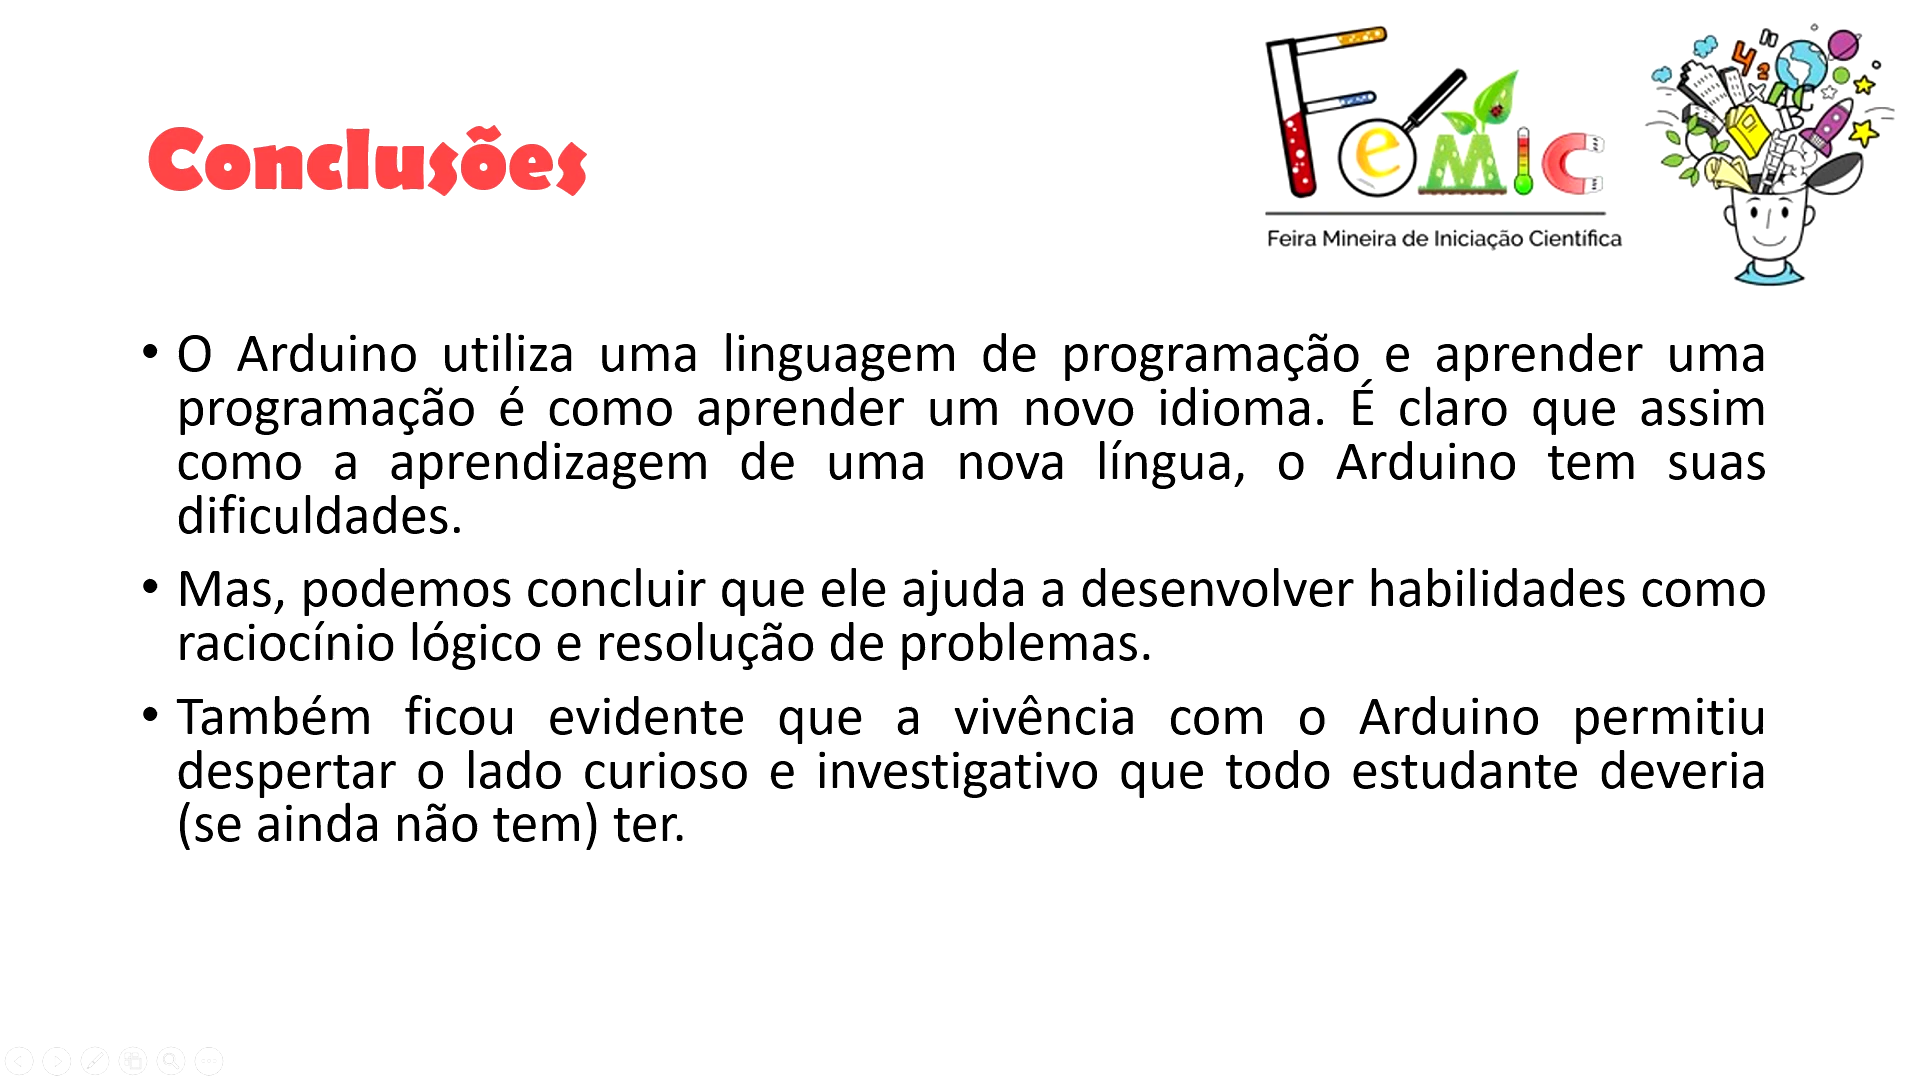 Conclusões
FeMic
Feira Mineira de Iniciação Científica
• O Arduino utiliza uma linguagem de programação e aprender uma
programação é como aprender um novo idioma. É claro que assim
como a aprendizagem de uma nova língua, o Arduino tem suas
dificuldades.
• Mas, podemos concluir que ele ajuda a desenvolver habilidades como
raciocínio lógico e resolução de problemas.
• Também ficou evidente que a vivência com o Arduino permitiu
despertar o lado curioso e investigativo que todo estudante deveria
(se ainda não tem) ter.